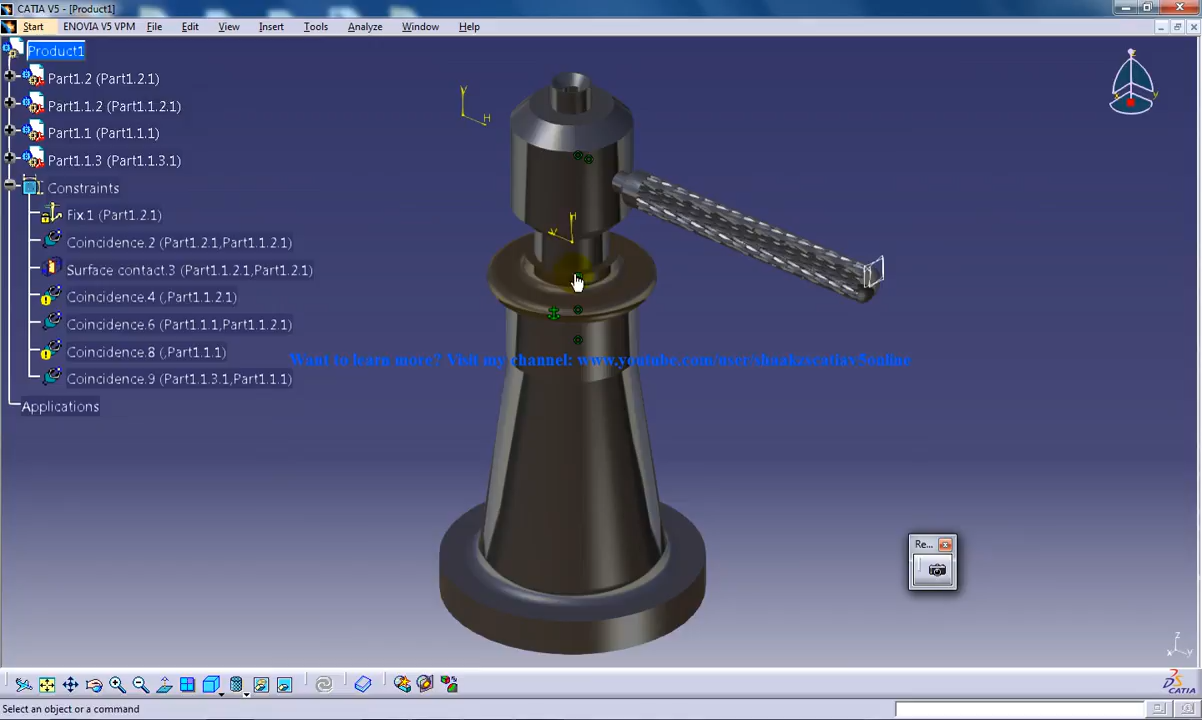 CATIA V5 - [Product1]
Start ENOVIA V5 VPM File Edit View Insert Tools Analyze Window Help
Product1
Part1.2 (Part1.2.1)
Part1.1.2 (Part1.1.2.1)
Part1.1 (Part1.1.1)
Part1.1.3 (Part1.1.3.1)
Constraints
Fix.1 (Part1.2.1)
Coincidence.2 (Part1.2.1,Part1.1.2.1)
Surface contact.3 (Part1.1.2.1,Part1.2.1)
Coincidence.4 (,Part1.1.2.1)
Coincidence.6 (Part1.1.1,Part1.1.2.1)
Coincidence.8 (,Part1.1.1)
Coincidence.9 (Part1.1.3.1,Part1.1.1)
Applications
V
H
H
V
z
y
Want to learn more? Visit my channel: www.youtube.com/user/chaakzscatiav5online
Re...
z
x y
CATIA
Select an object or a command